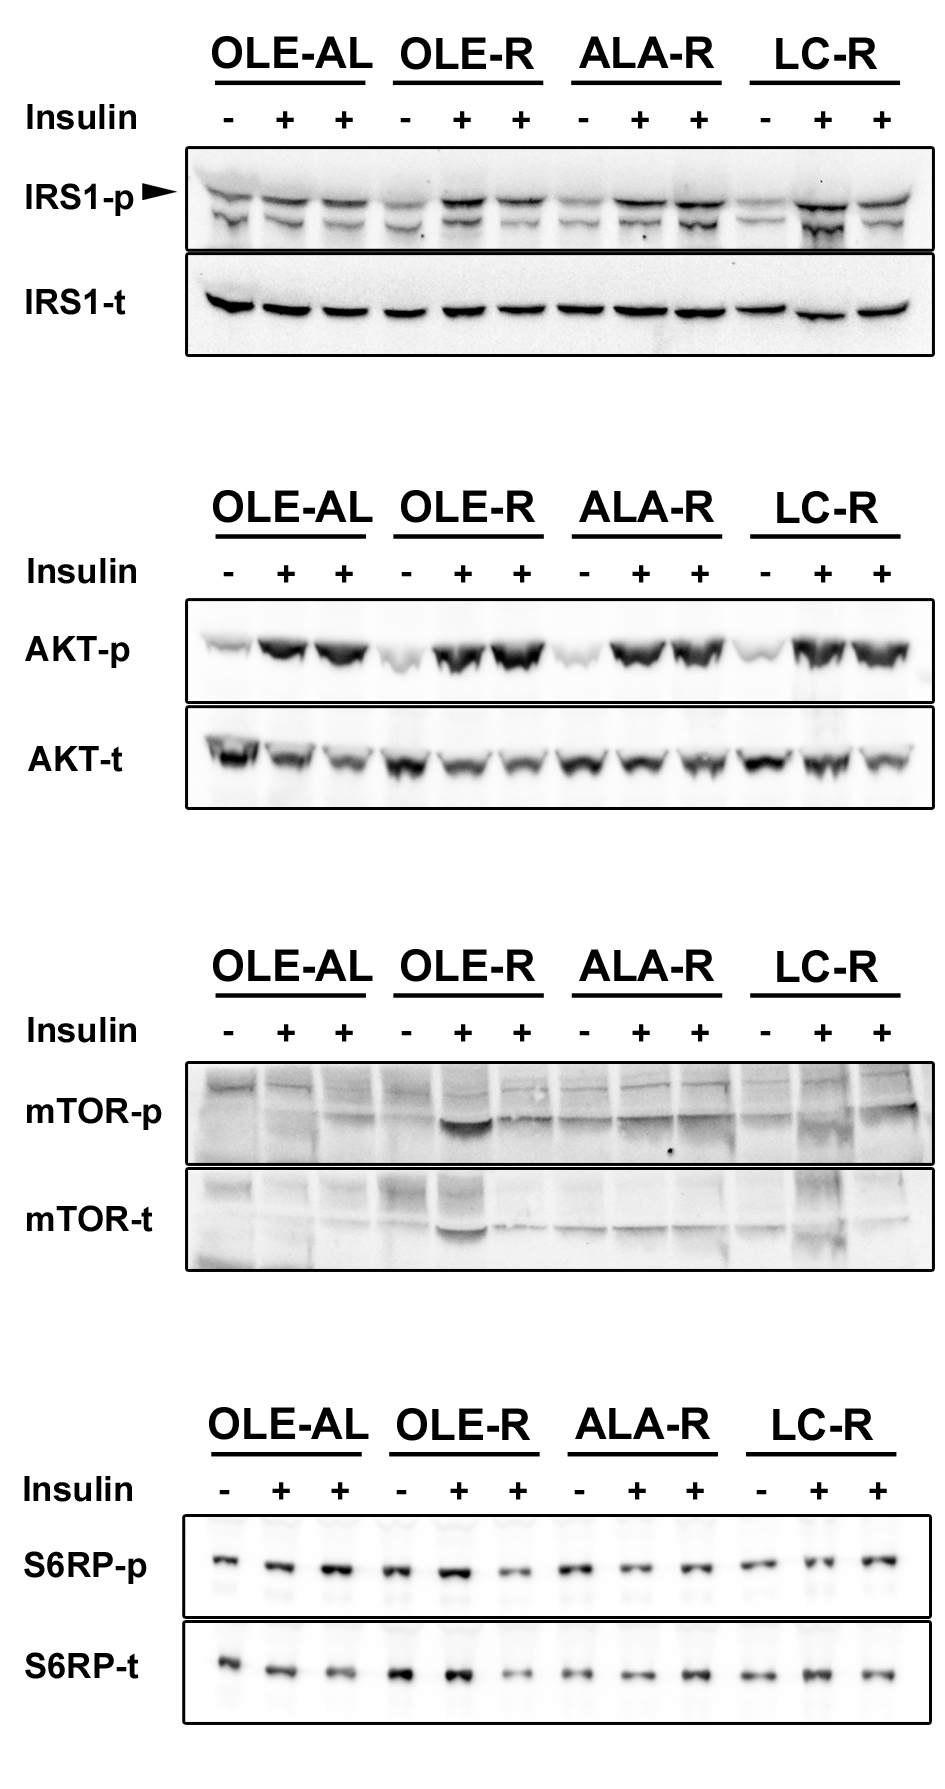 OLE-AL OLE-R ALA-R LC-R
Insulin - + + - + + - + + - + +
IRS1-p
IRS1-t
OLE-AL OLE-R ALA-R LC-R
Insulin - + + - + + - + + - + +
AKT-p
AKT-t
OLE-AL OLE-R ALA-R LC-R
Insulin - + + - + + - + + - + +
mTOR-p
mTOR-t
OLE-AL OLE-R ALA-R LC-R
Insulin - + + - + + - + + - + +
S6RP-p
S6RP-t